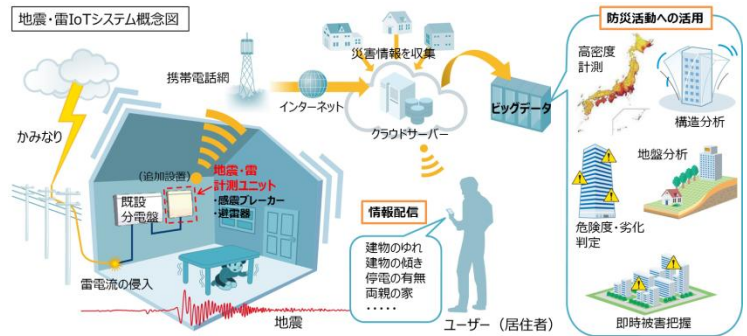 地震・雷IoTシステム概念図
かみなり
携帯電話網
インターネット
災害情報を収集
クラウドサーバー
ビッグデータ
防災活動への活用
高密度
計測
構造分析
地盤分析
危険度・劣化
判定
即時被害把握
(追加設置)
地震・雷
計測ユニット
・感震ブレーカー
・避雷器
既設
分電盤
雷電流の侵入
地震
情報配信
建物のゆれ
建物の傾き
停電の有無
両親の家
・・・・・
ユーザー(居住者)